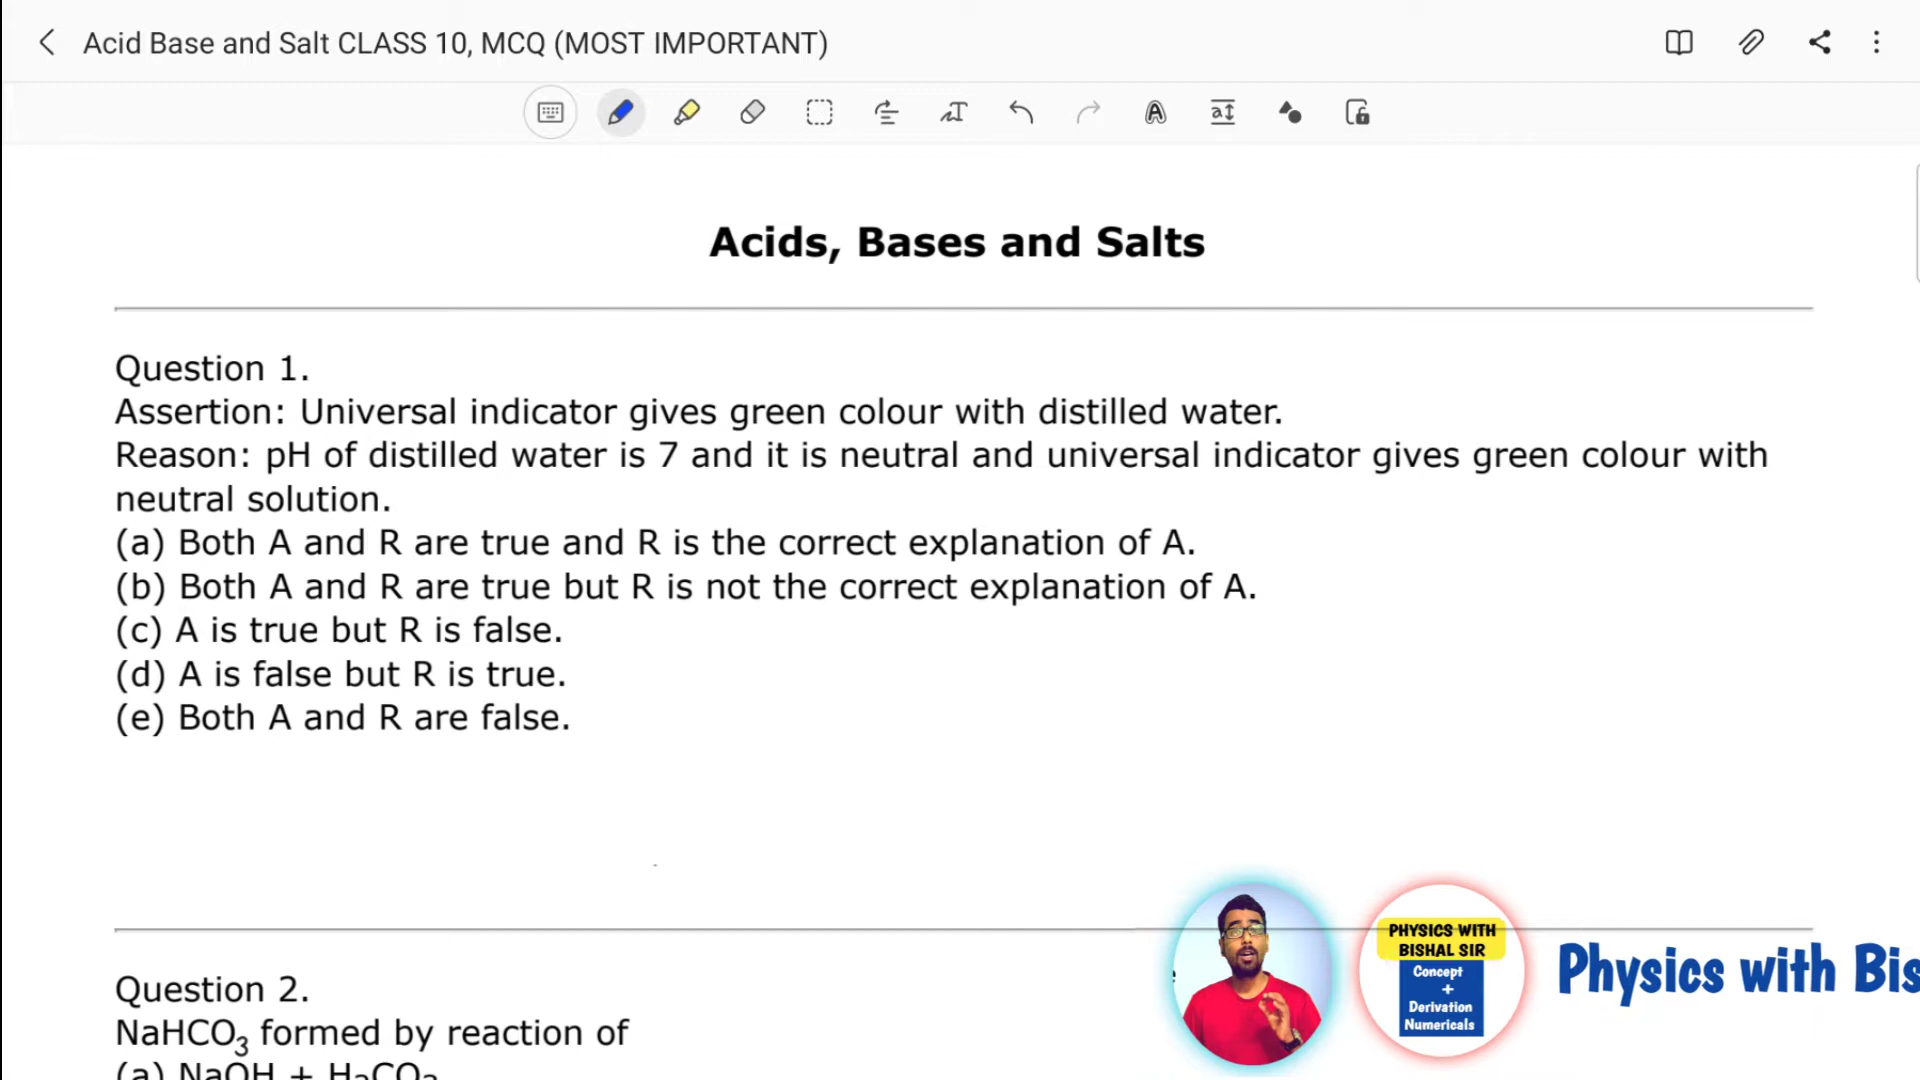 Acid Base and Salt CLASS 10, MCQ (MOST IMPORTANT)
Acids, Bases and Salts
Question 1.
Assertion: Universal indicator gives green colour with distilled water.
Reason: pH of distilled water is 7 and it is neutral and universal indicator gives green colour with
neutral solution.
(a) Both A and R are true and R is the correct explanation of A.
(b) Both A and R are true but R is not the correct explanation of A.
(c) A is true but R is false.
(d) A is false but R is true.
(e) Both A and R are false.
Question 2.
NaHCO₃ formed by reaction of
(a) NaOH + H₂CO₃
PHYSICS WITH
BISHAL SIR
Concept
+
Derivation
Numericals
Physics with Bis